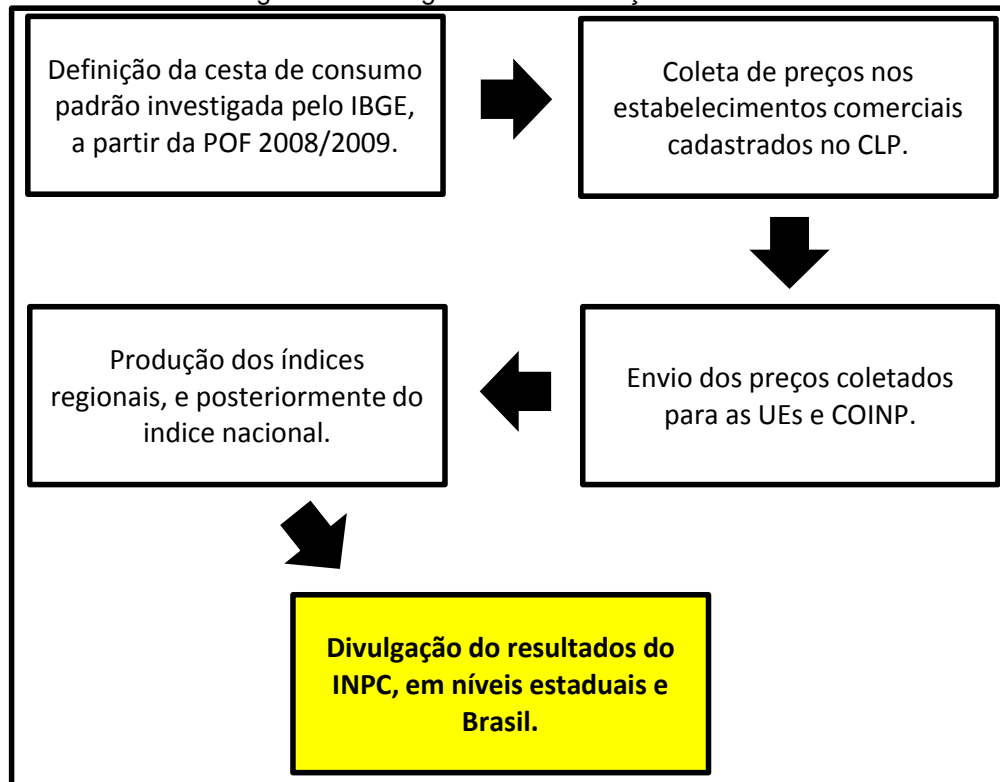 Definição da cesta de consumo
padrão investigada pelo IBGE,
a partir da POF 2008/2009.
Coleta de preços nos
estabelecimentos comerciais
cadastrados no CLP.
Envio dos preços coletados
para as UEs e COINP.
Produção dos índices
regionais, e posteriormente do
indice nacional.
Divulgação do resultados do
INPC, em níveis estaduais e
Brasil.